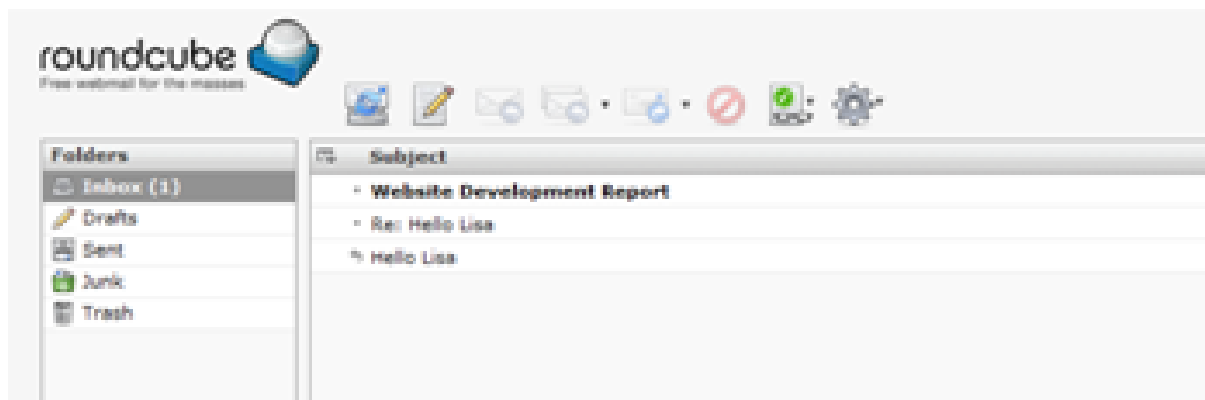 roundcube
Free webmail for the masses
Folders
Subject
Inbox (1)
Website Development Report
Drafts
Re: Hello Lisa
Sent
Hello Lisa
Junk
Trash